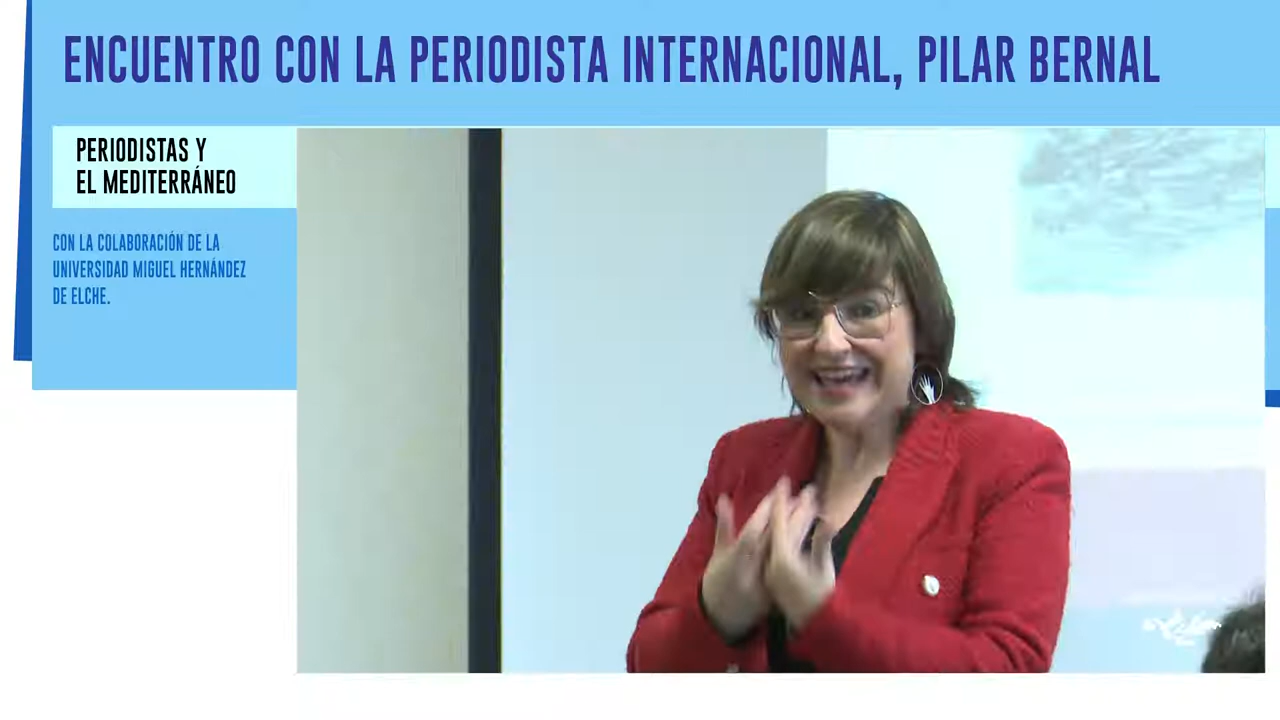 ENCUENTRO CON LA PERIODISTA INTERNACIONAL, PILAR BERNAL
PERIODISTAS Y
EL MEDITERRÁNEO
CON LA COLABORACIÓN DE LA
UNIVERSIDAD MIGUEL HERNÁNDEZ
DE ELCHE.